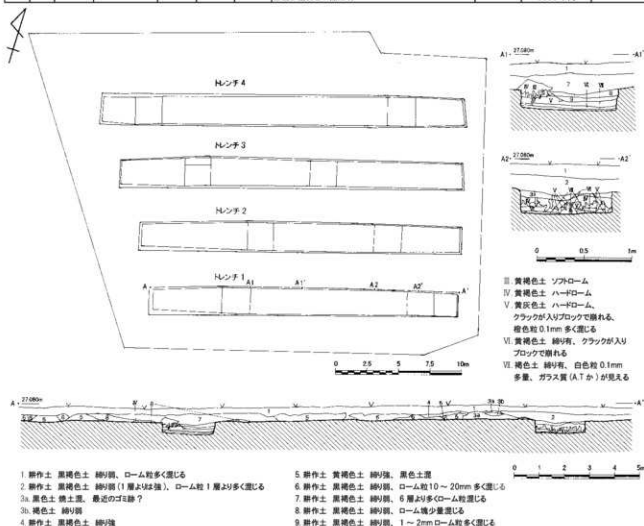 トレンチ 4
トレンチ 3
トレンチ 2
トレンチ 1
A A1 A1' A2 A2' A'
0 2.5 5.0 7.5 10m
A1 27.080m A1'
A2 27.080m A2'
0 0.5 1m
Ⅲ. 黄褐色土 ソフトローム
Ⅳ. 黄褐色土 ハードローム
Ⅴ. 黄灰色土 ハードローム、
クラックが入りブロックで崩れる、
橙色粒 0.1mm 多く混じる
Ⅵ. 黄褐色土 締り有、クラックが入り
ブロックで崩れる
Ⅶ. 褐色土 締り有、白色粒 0.1mm
多量、ガラス質 (A.T か) が見える
A 27.080m A'
1. 耕作土 黒褐色土 締り弱、ローム粒多く混じる
2. 耕作土 黒褐色土 締り弱 (1 層よりは強)、ローム粒 1 層より多く混じる
3a. 黒色土 焼土混、最近のゴミ跡？
3b. 褐色土 締り弱
4. 耕作土 黒褐色土 締り強
5. 耕作土 黄褐色土 締り強、黒色土混
6. 耕作土 黒褐色土 締り弱、ローム粒10～20mm 多く混じる
7. 耕作土 黒褐色土 締り弱、6 層より多くローム粒混じる
8. 耕作土 黒褐色土 締り弱、ローム塊少量混じる
9. 耕作土 黒褐色土 締り弱、1～2mm ローム粒多く混じる
0 1 2 3 4 5m